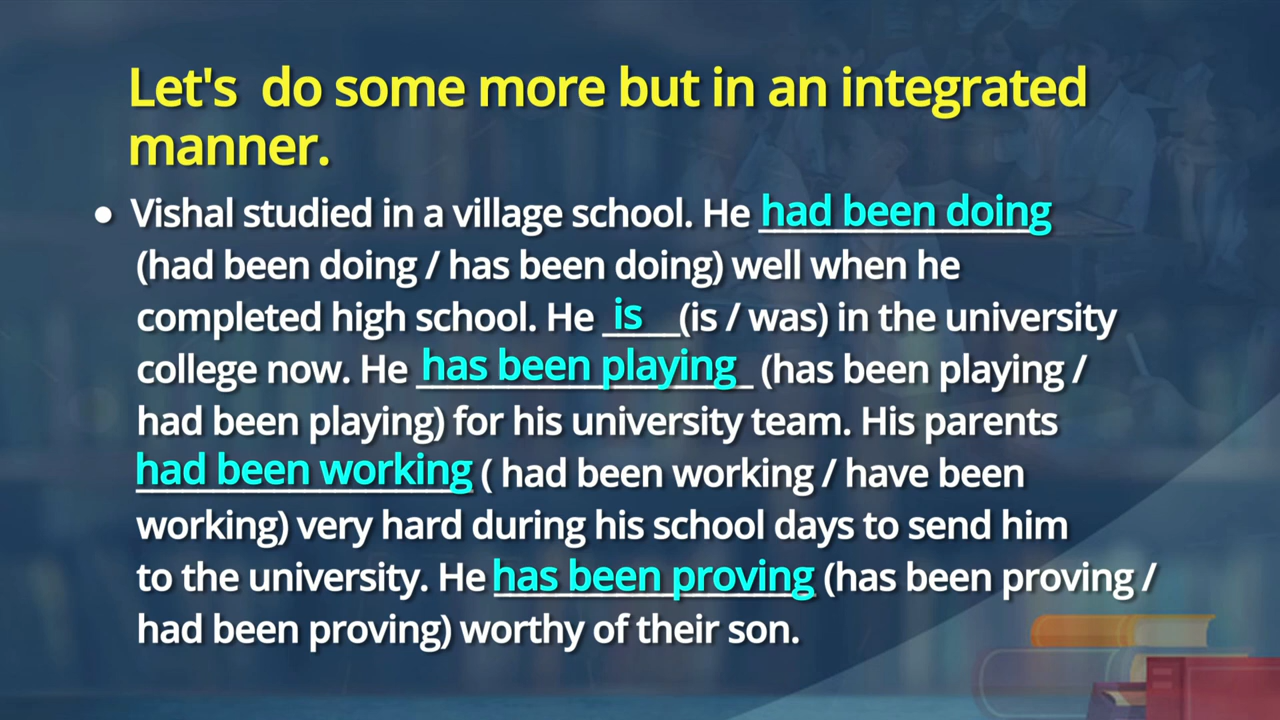 Let's do some more but in an integrated
manner.
● Vishal studied in a village school. He had been doing
(had been doing / has been doing) well when he
completed high school. He is (is / was) in the university
college now. He has been playing (has been playing /
had been playing) for his university team. His parents
had been working ( had been working / have been
working) very hard during his school days to send him
to the university. He has been proving (has been proving /
had been proving) worthy of their son.